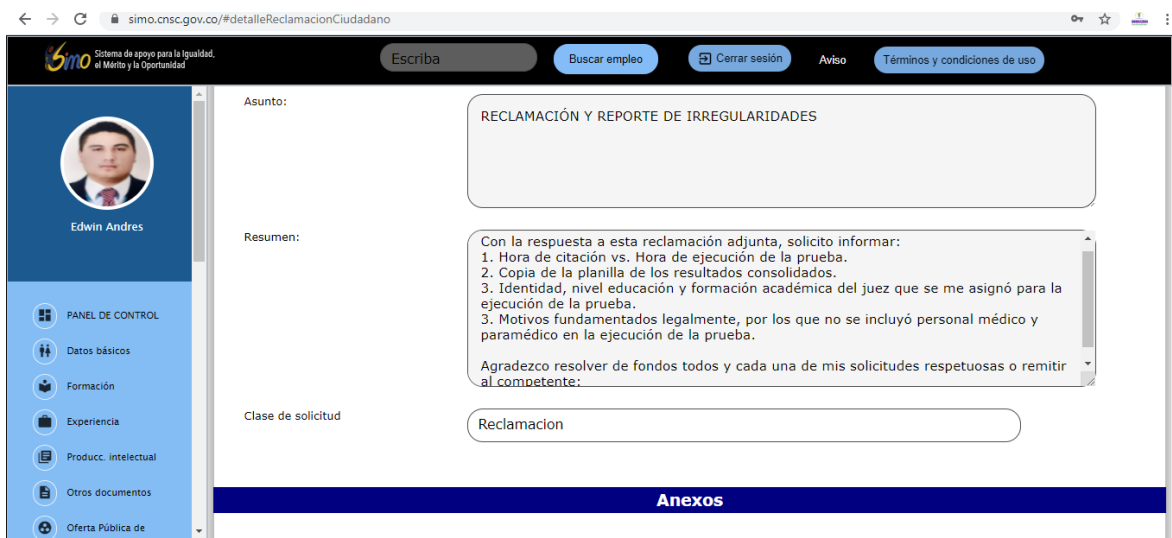 simo.cnsc.gov.co/#detalleReclamacionCiudadano
Simo Sistema de apoyo para la Igualdad,
el Mérito y la Oportunidad
Escriba
Buscar empleo
Cerrar sesión
Aviso
Términos y condiciones de uso
Edwin Andres
PANEL DE CONTROL
Datos básicos
Formación
Experiencia
Producc. intelectual
Otros documentos
Oferta Pública de
Asunto:
RECLAMACIÓN Y REPORTE DE IRREGULARIDADES
Resumen:
Con la respuesta a esta reclamación adjunta, solicito informar:
1. Hora de citación vs. Hora de ejecución de la prueba.
2. Copia de la planilla de los resultados consolidados.
3. Identidad, nivel educación y formación académica del juez que se me asignó para la
ejecución de la prueba.
3. Motivos fundamentados legalmente, por los que no se incluyó personal médico y
paramédico en la ejecución de la prueba.
Agradezco resolver de fondos todos y cada una de mis solicitudes respetuosas o remitir
al competente:
Clase de solicitud
Reclamacion
Anexos